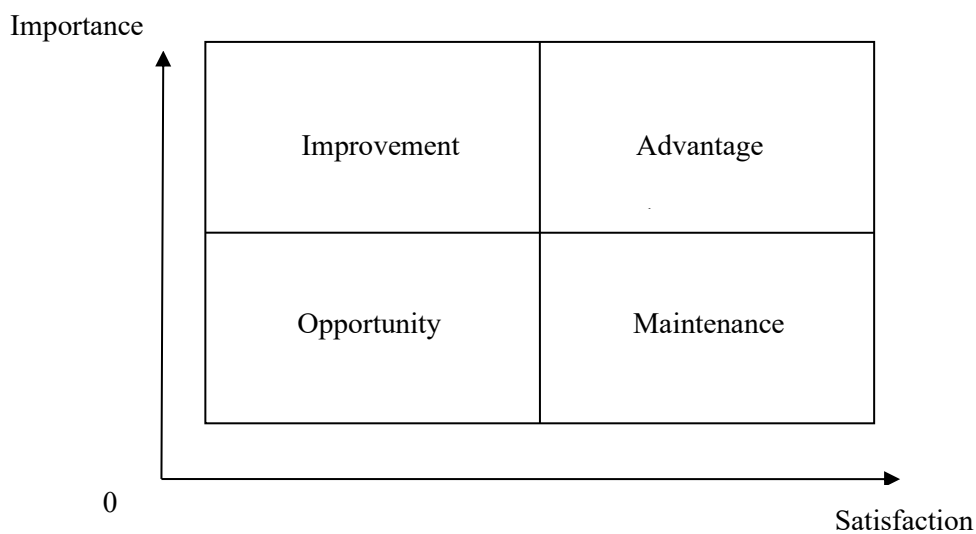 Importance
Improvement
Advantage
Opportunity
Maintenance
0
Satisfaction